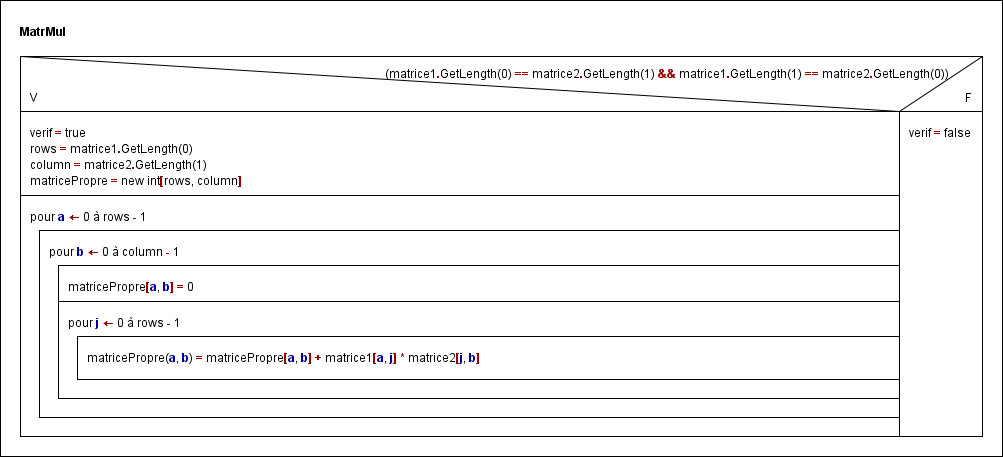 MatrMul
(matrice1.GetLength(0) == matrice2.GetLength(1) && matrice1.GetLength(1) == matrice2.GetLength(0))
V
F
verif = true
rows = matrice1.GetLength(0)
column = matrice2.GetLength(1)
matricePropre = new int[rows, column]
verif = false
pour a ← 0 à rows - 1
pour b ← 0 à column - 1
matricePropre[a, b] = 0
pour j ← 0 à rows - 1
matricePropre(a, b) = matricePropre[a, b] + matrice1[a, j] * matrice2[j, b]